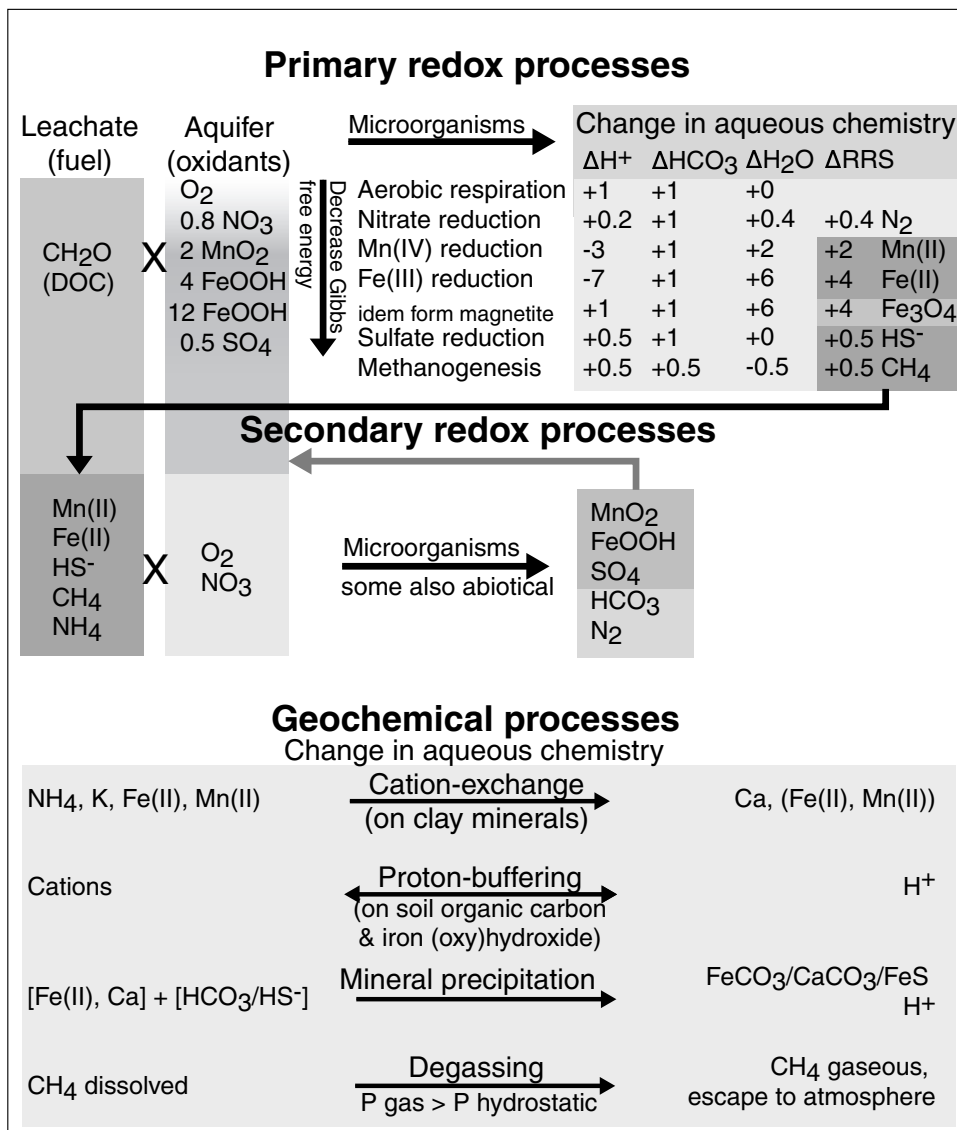 Primary redox processes
Leachate
(fuel)
Aquifer
(oxidants)
Microorganisms
Change in aqueous chemistry
ΔH⁺ ΔHCO₃ ΔH₂O ΔRRS
CH₂O
(DOC)
X
O₂
0.8 NO₃
2 MnO₂
4 FeOOH
12 FeOOH
0.5 SO₄
Decrease Gibbs
free energy
Aerobic respiration +1 +1 +0
Nitrate reduction +0.2 +1 +0.4 +0.4 N₂
Mn(IV) reduction -3 +1 +2 +2 Mn(II)
Fe(III) reduction -7 +1 +6 +4 Fe(II)
idem form magnetite +1 +1 +6 +4 Fe₃O₄
Sulfate reduction +0.5 +1 +0 +0.5 HS⁻
Methanogenesis +0.5 +0.5 -0.5 +0.5 CH₄
Secondary redox processes
Mn(II)
Fe(II)
HS⁻
CH₄
NH₄
X
O₂
NO₃
Microorganisms
some also abiotical
MnO₂
FeOOH
SO₄
HCO₃
N₂
Geochemical processes
Change in aqueous chemistry
NH₄, K, Fe(II), Mn(II)
Cation-exchange
(on clay minerals)
Ca, (Fe(II), Mn(II))
Cations
Proton-buffering
(on soil organic carbon
& iron (oxy)hydroxide)
H⁺
[Fe(II), Ca] + [HCO₃/HS⁻]
Mineral precipitation
FeCO₃/CaCO₃/FeS
H⁺
CH₄ dissolved
Degassing
P gas > P hydrostatic
CH₄ gaseous,
escape to atmosphere